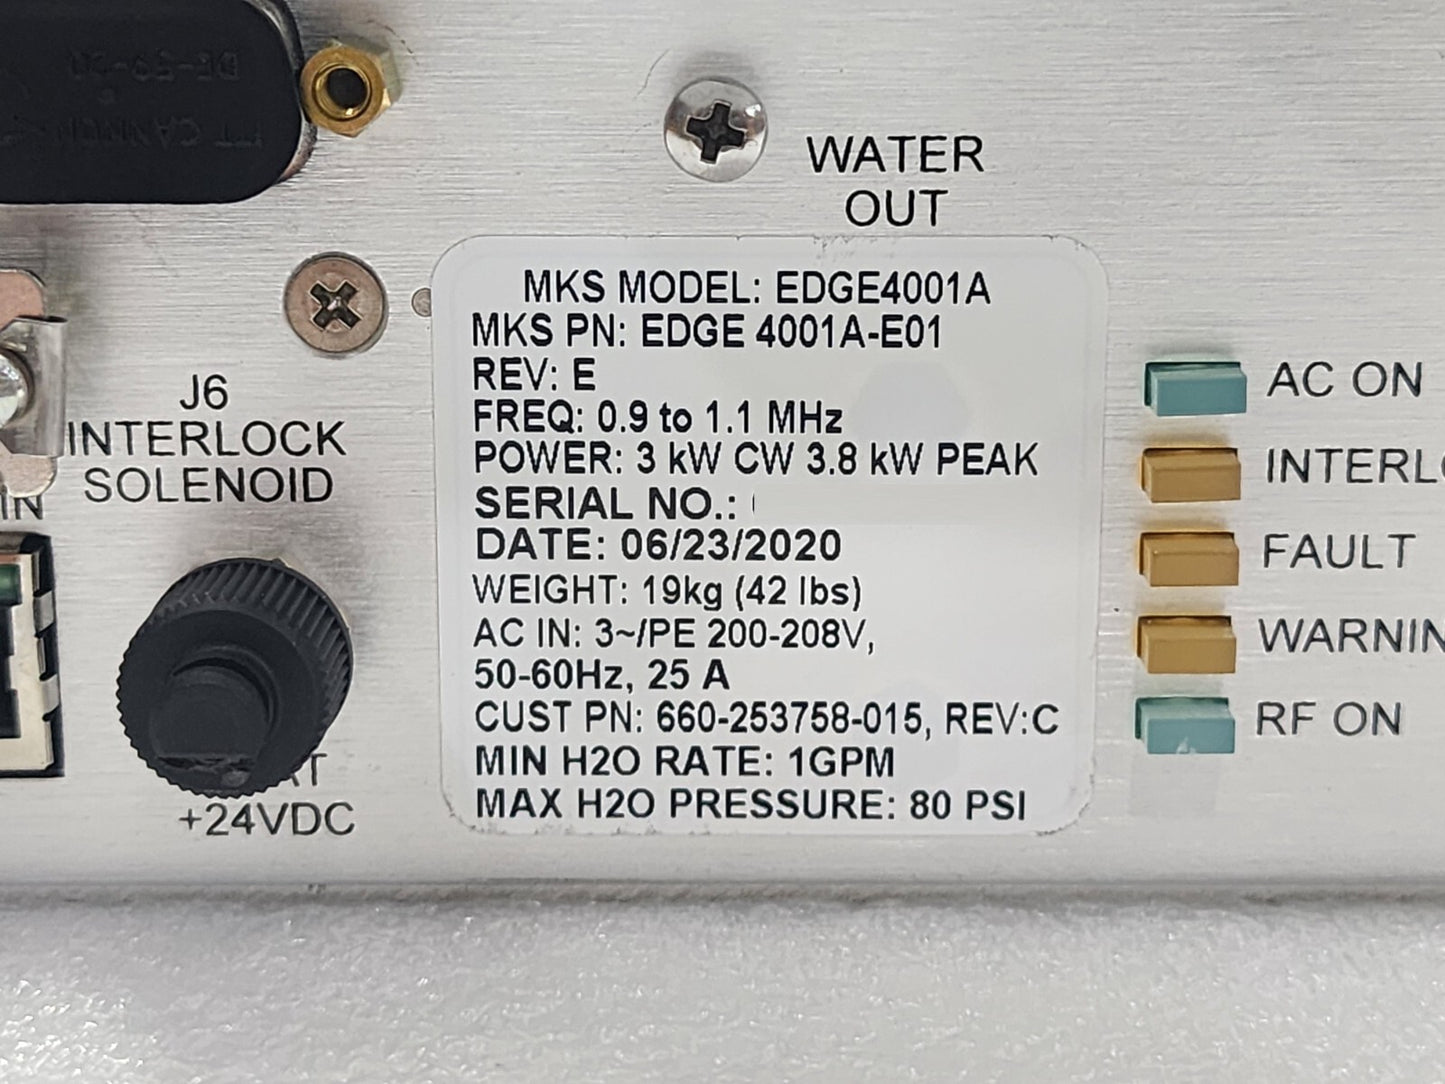 WATER
OUT
MKS MODEL: EDGE4001A
MKS PN: EDGE 4001A-E01
REV: E
FREQ: 0.9 to 1.1 MHz
POWER: 3 kW CW 3.8 kW PEAK
SERIAL NO.:
DATE: 06/23/2020
WEIGHT: 19kg (42 lbs)
AC IN: 3~/PE 200-208V,
50-60Hz, 25 A
CUST PN: 660-253758-015, REV:C
MIN H2O RATE: 1GPM
MAX H2O PRESSURE: 80 PSI
J6
INTERLOCK
SOLENOID
IN
+24VDC
AC ON
INTERLO
FAULT
WARNIN
RF ON